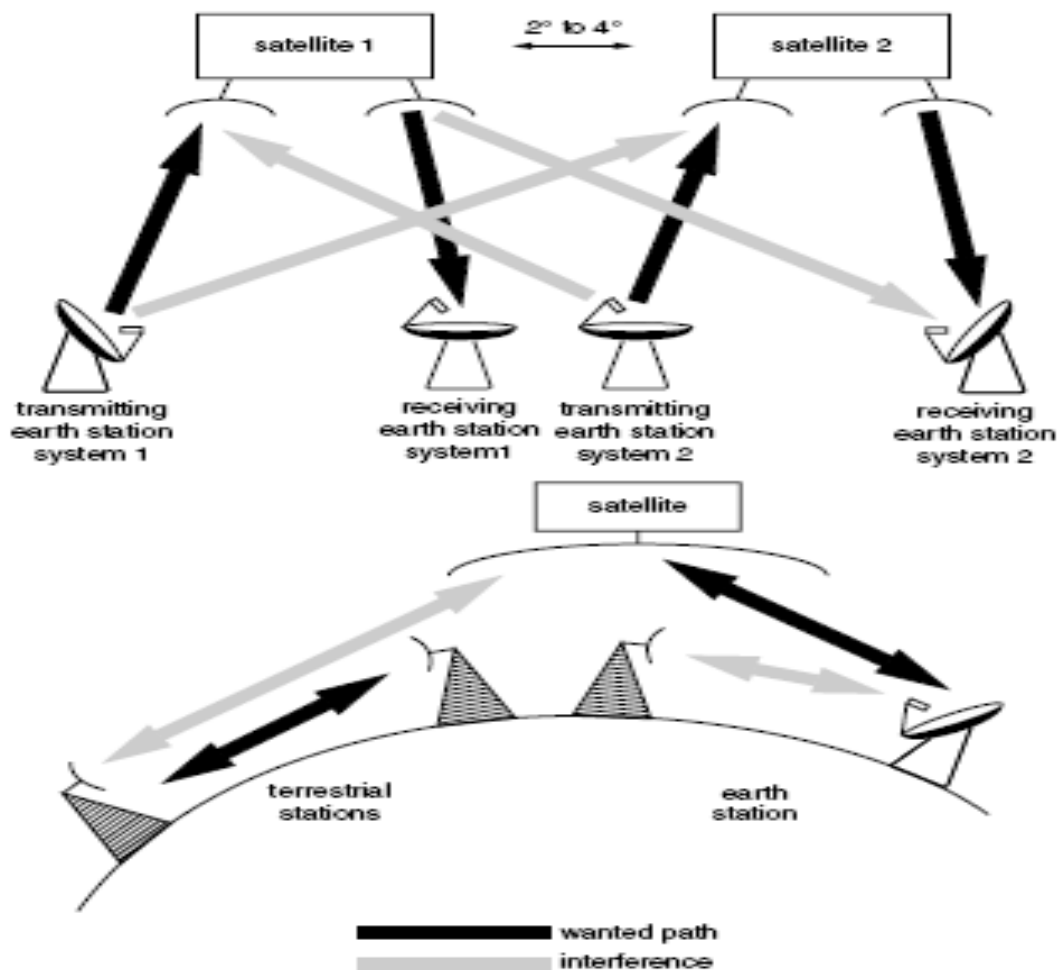 satellite 1
2° to 4°
satellite 2
transmitting
earth station
system 1
receiving
earth station
system1
transmitting
earth station
system 2
receiving
earth station
system 2
satellite
terrestrial
stations
earth
station
wanted path
interference